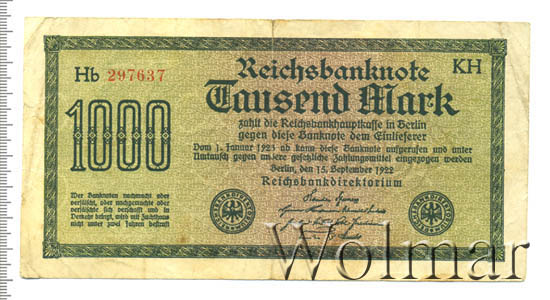 Reichsbanknote
Hb 297637
KH
Tausend Mark
1000
zahlt die Reichsbankhauptkasse in Berlin
gegen diese Banknote dem Einlieferer
Vom 1. Januar 1923 ab kann diese Banknote aufgerufen und unter
Umtausch gegen andere gesetzliche Zahlungsmittel eingezogen werden
Berlin, den 15. September 1922
Reichsbankdirektorium
Wer Banknoten nachmacht oder
verfälscht, oder nachgemachte oder
verfälschte sich verschafft und in
Verkehr bringt, wird mit Zuchthaus
nicht unter zwei Jahren bestraft
Wolmar